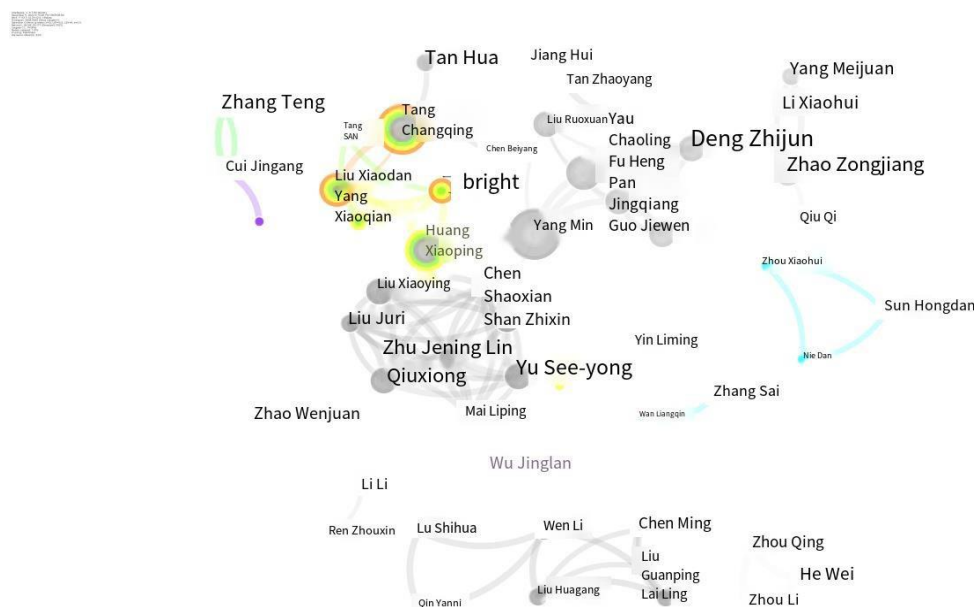 Tan Hua
Jiang Hui
Tan Zhaoyang
Yang Meijuan
Li Xiaohui
Zhang Teng
Tang
Changqing
Tang
SAN
Liu Ruoxuan
Yau
Chaoling
Fu Heng
Pan
Jingqiang
Guo Jiewen
Deng Zhijun
Chen Beiyang
Zhao Zongjiang
Cui Jingang
Liu Xiaodan
Yang
Xiaoqian
bright
Qiu Qi
Yang Min
Huang
Xiaoping
Zhou Xiaohui
Liu Xiaoying
Chen
Shaoxian
Shan Zhixin
Sun Hongdan
Liu Juri
Zhu Jening Lin
Qiuxiong
Yin Liming
Nie Dan
Yu See-yong
Zhang Sai
Zhao Wenjuan
Mai Liping
Wan Liangqin
Wu Jinglan
Li Li
Ren Zhouxin
Lu Shihua
Wen Li
Chen Ming
Zhou Qing
Liu
Guanping
Lai Ling
He Wei
Liu Huagang
Qin Yanni
Zhou Li